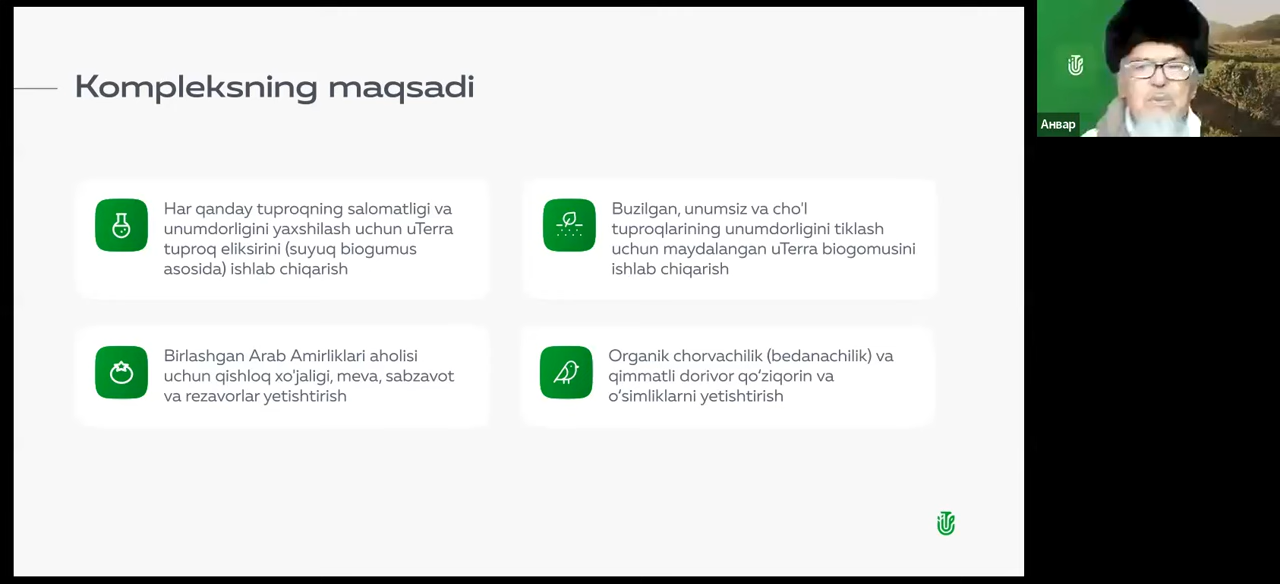 Kompleksning maqsadi
Har qanday tuproqning salomatligi va
unumdorligini yaxshilash uchun uTerra
tuproq eliksirini (suyuq biogumus
asosida) ishlab chiqarish
Buzilgan, unumsiz va cho'l
tuproqlarining unumdorligini tiklash
uchun maydalangan uTerra biogomusini
ishlab chiqarish
Birlashgan Arab Amirliklari aholisi
uchun qishloq xo'jaligi, meva, sabzavot
va rezavorlar yetishtirish
Organik chorvachilik (bedanachilik) va
qimmatli dorivor qo‘ziqorin va
o‘simliklarni yetishtirish
Анвар